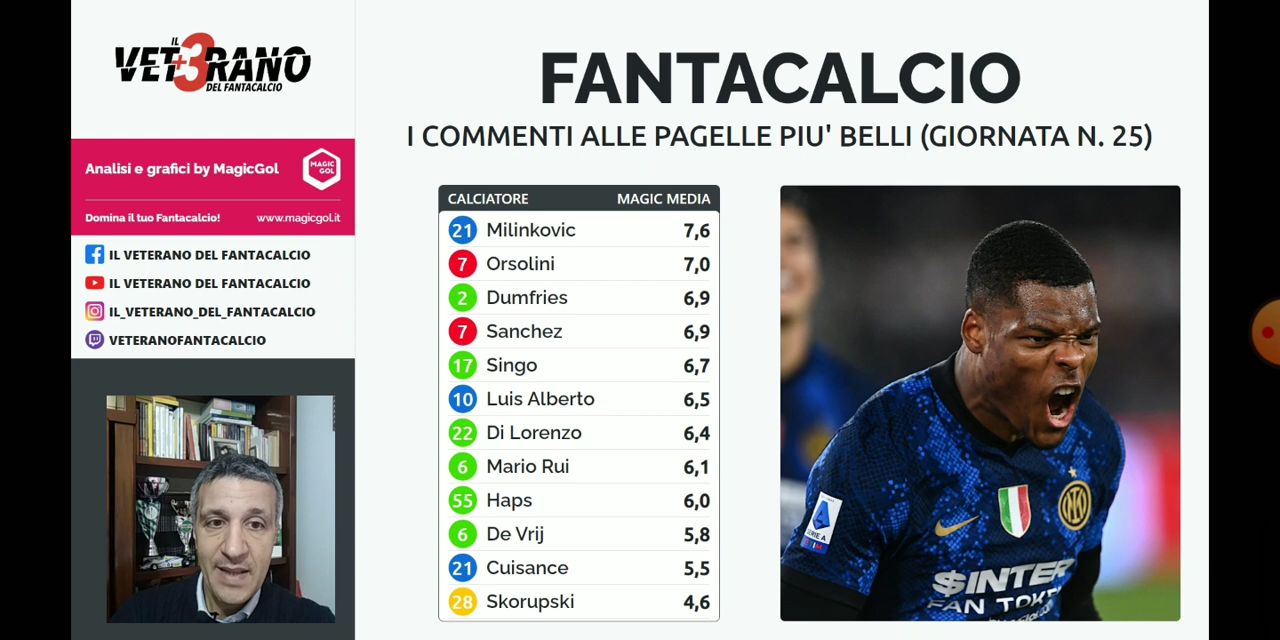 IL
VET+3RANO
DEL FANTACALCIO
Analisi e grafici by MagicGol
MAGIC
GOL
Domina il tuo Fantacalcio! www.magicgol.it
IL VETERANO DEL FANTACALCIO
IL VETERANO DEL FANTACALCIO
IL_VETERANO_DEL_FANTACALCIO
VETERANOFANTACALCIO
FANTACALCIO
I COMMENTI ALLE PAGELLE PIU' BELLI (GIORNATA N. 25)
CALCIATORE MAGIC MEDIA
21 Milinkovic 7,6
7 Orsolini 7,0
2 Dumfries 6,9
7 Sanchez 6,9
17 Singo 6,7
10 Luis Alberto 6,5
22 Di Lorenzo 6,4
6 Mario Rui 6,1
55 Haps 6,0
6 De Vrij 5,8
21 Cuisance 5,5
28 Skorupski 4,6
SERIE A
TIM
$INTER
FAN TOKEN